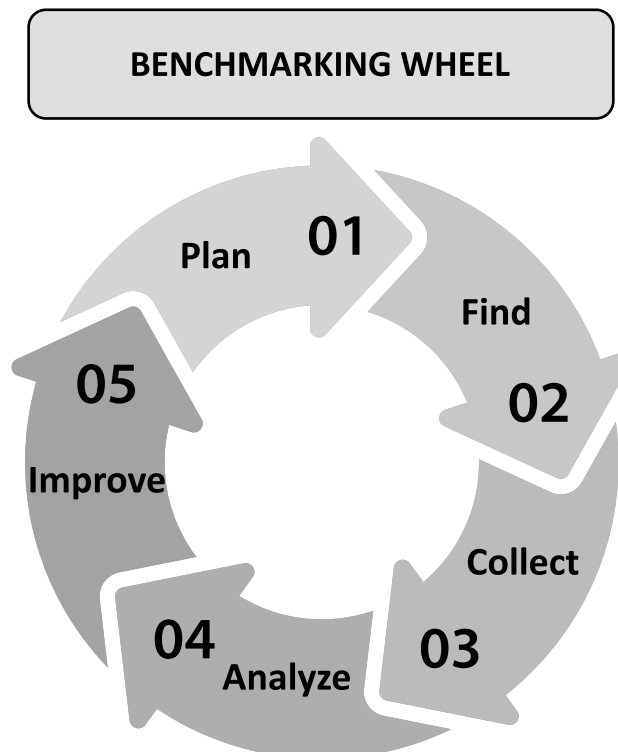 BENCHMARKING WHEEL
Plan
01
Find
02
Collect
03
04
Analyze
05
Improve